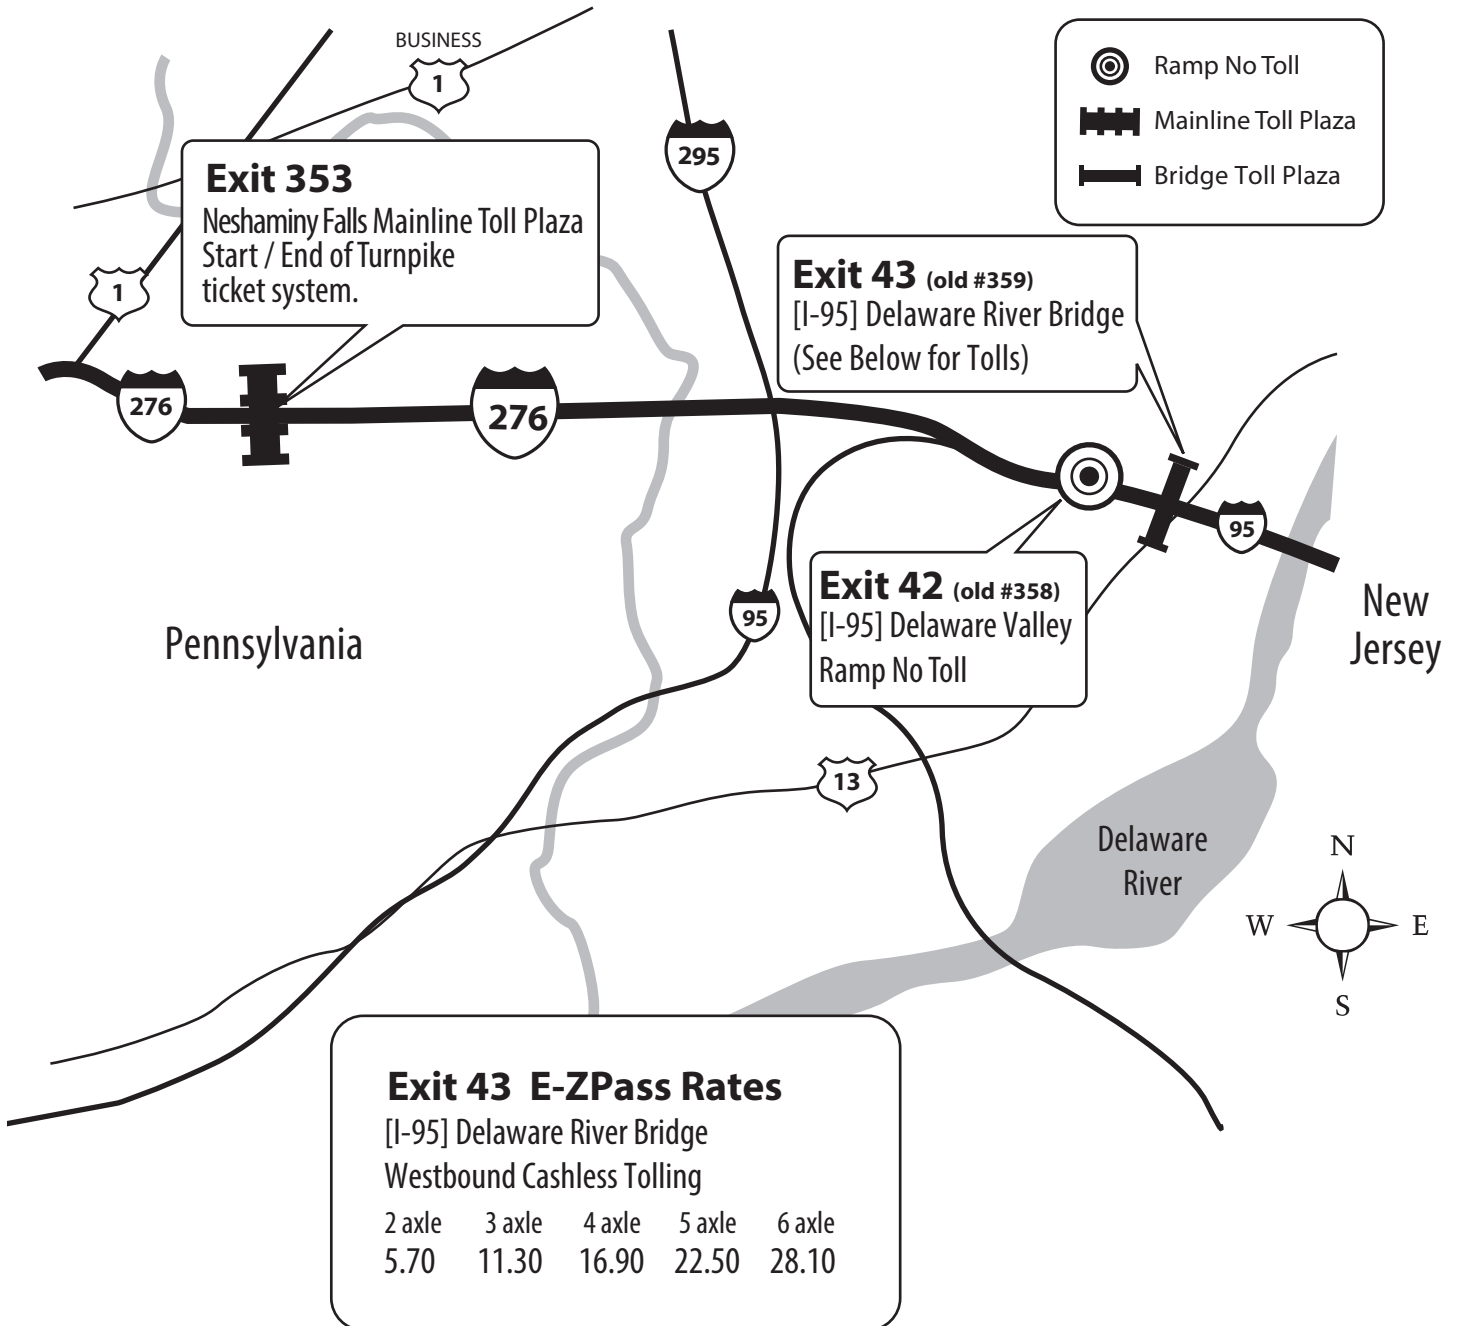 BUSINESS
1
295
Ramp No Toll
Mainline Toll Plaza
Bridge Toll Plaza
Exit 353
Neshaminy Falls Mainline Toll Plaza
Start / End of Turnpike
ticket system.
1
Exit 43 (old #359)
[I-95] Delaware River Bridge
(See Below for Tolls)
276
276
95
Exit 42 (old #358)
[I-95] Delaware Valley
Ramp No Toll
95
Pennsylvania
New
Jersey
13
Delaware
River
N
W
E
S
Exit 43 E-ZPass Rates
[I-95] Delaware River Bridge
Westbound Cashless Tolling
2 axle 3 axle 4 axle 5 axle 6 axle
5.70 11.30 16.90 22.50 28.10